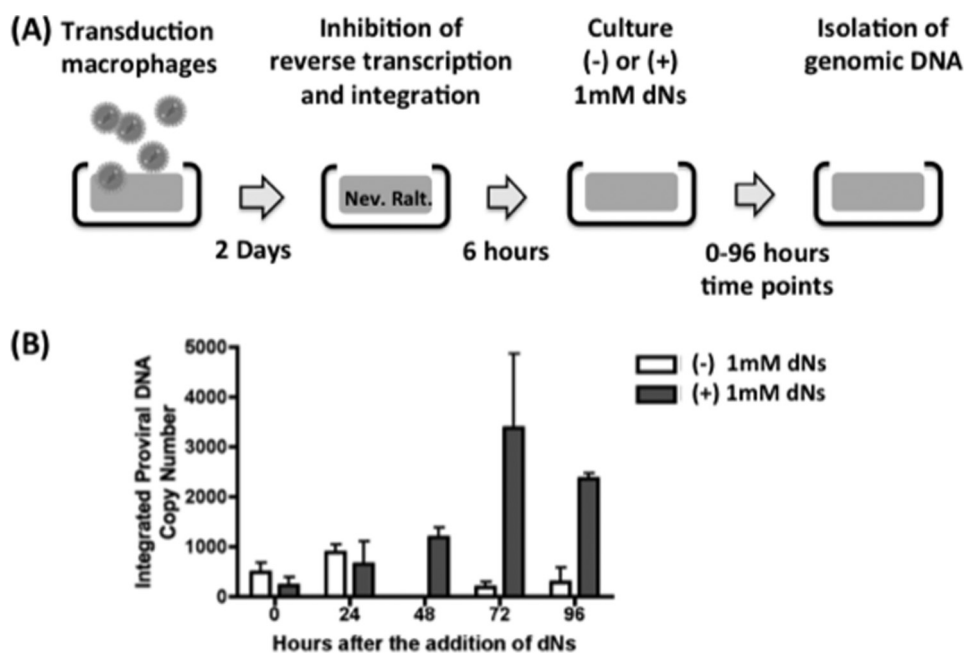 (A)
Transduction
macrophages
Inhibition of
reverse transcription
and integration
Culture
(-) or (+)
1mM dNs
Isolation of
genomic DNA
Nev. Ralt.
2 Days
6 hours
0-96 hours
time points
(B)
Integrated Proviral DNA
Copy Number
5000
4000
3000
2000
1000
0
0 24 48 72 96
Hours after the addition of dNs
(-) 1mM dNs
(+) 1mM dNs